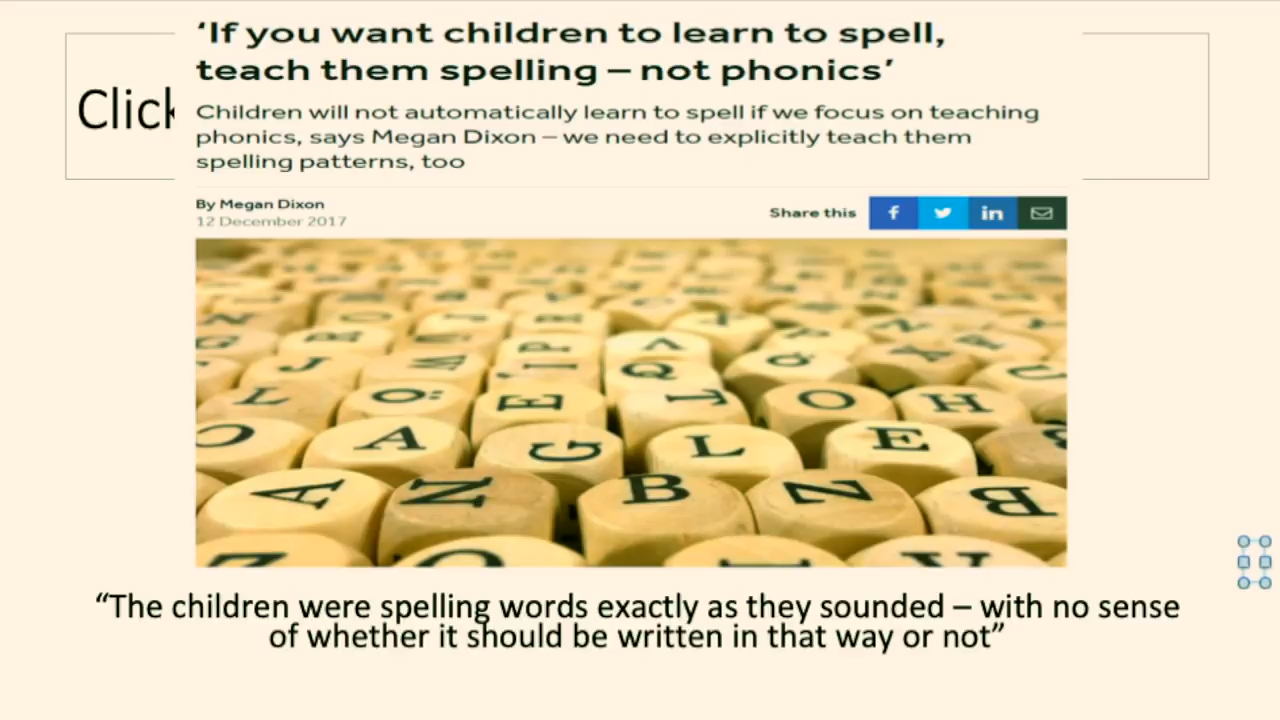 ‘If you want children to learn to spell,
teach them spelling – not phonics’
Click
Children will not automatically learn to spell if we focus on teaching
phonics, says Megan Dixon – we need to explicitly teach them
spelling patterns, too
By Megan Dixon
12 December 2017
Share this
f in
“The children were spelling words exactly as they sounded – with no sense
of whether it should be written in that way or not”